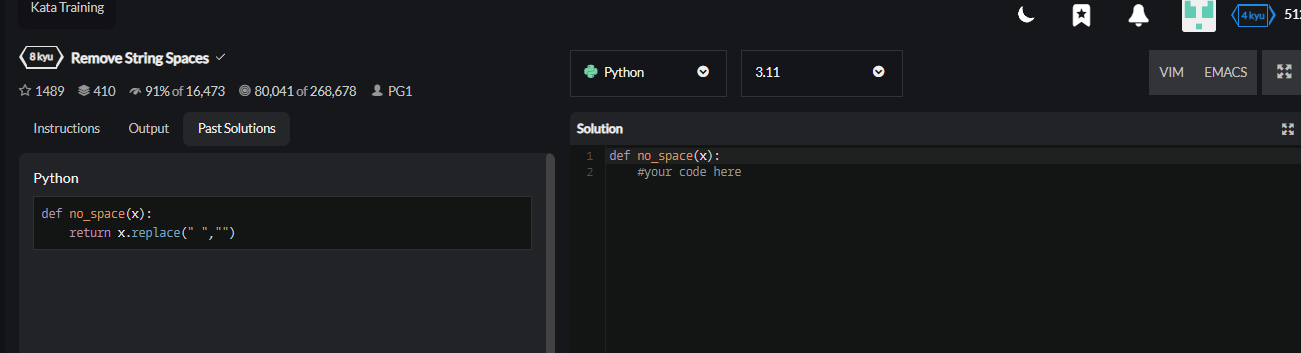 Kata Training
4 kyu 512
8 kyu Remove String Spaces
Python 3.11 VIM EMACS
1489 410 91% of 16,473 80,041 of 268,678 PG1
Instructions Output Past Solutions
Python
def no_space(x):
    return x.replace(" ","")
Solution
1 def no_space(x):
2     #your code here